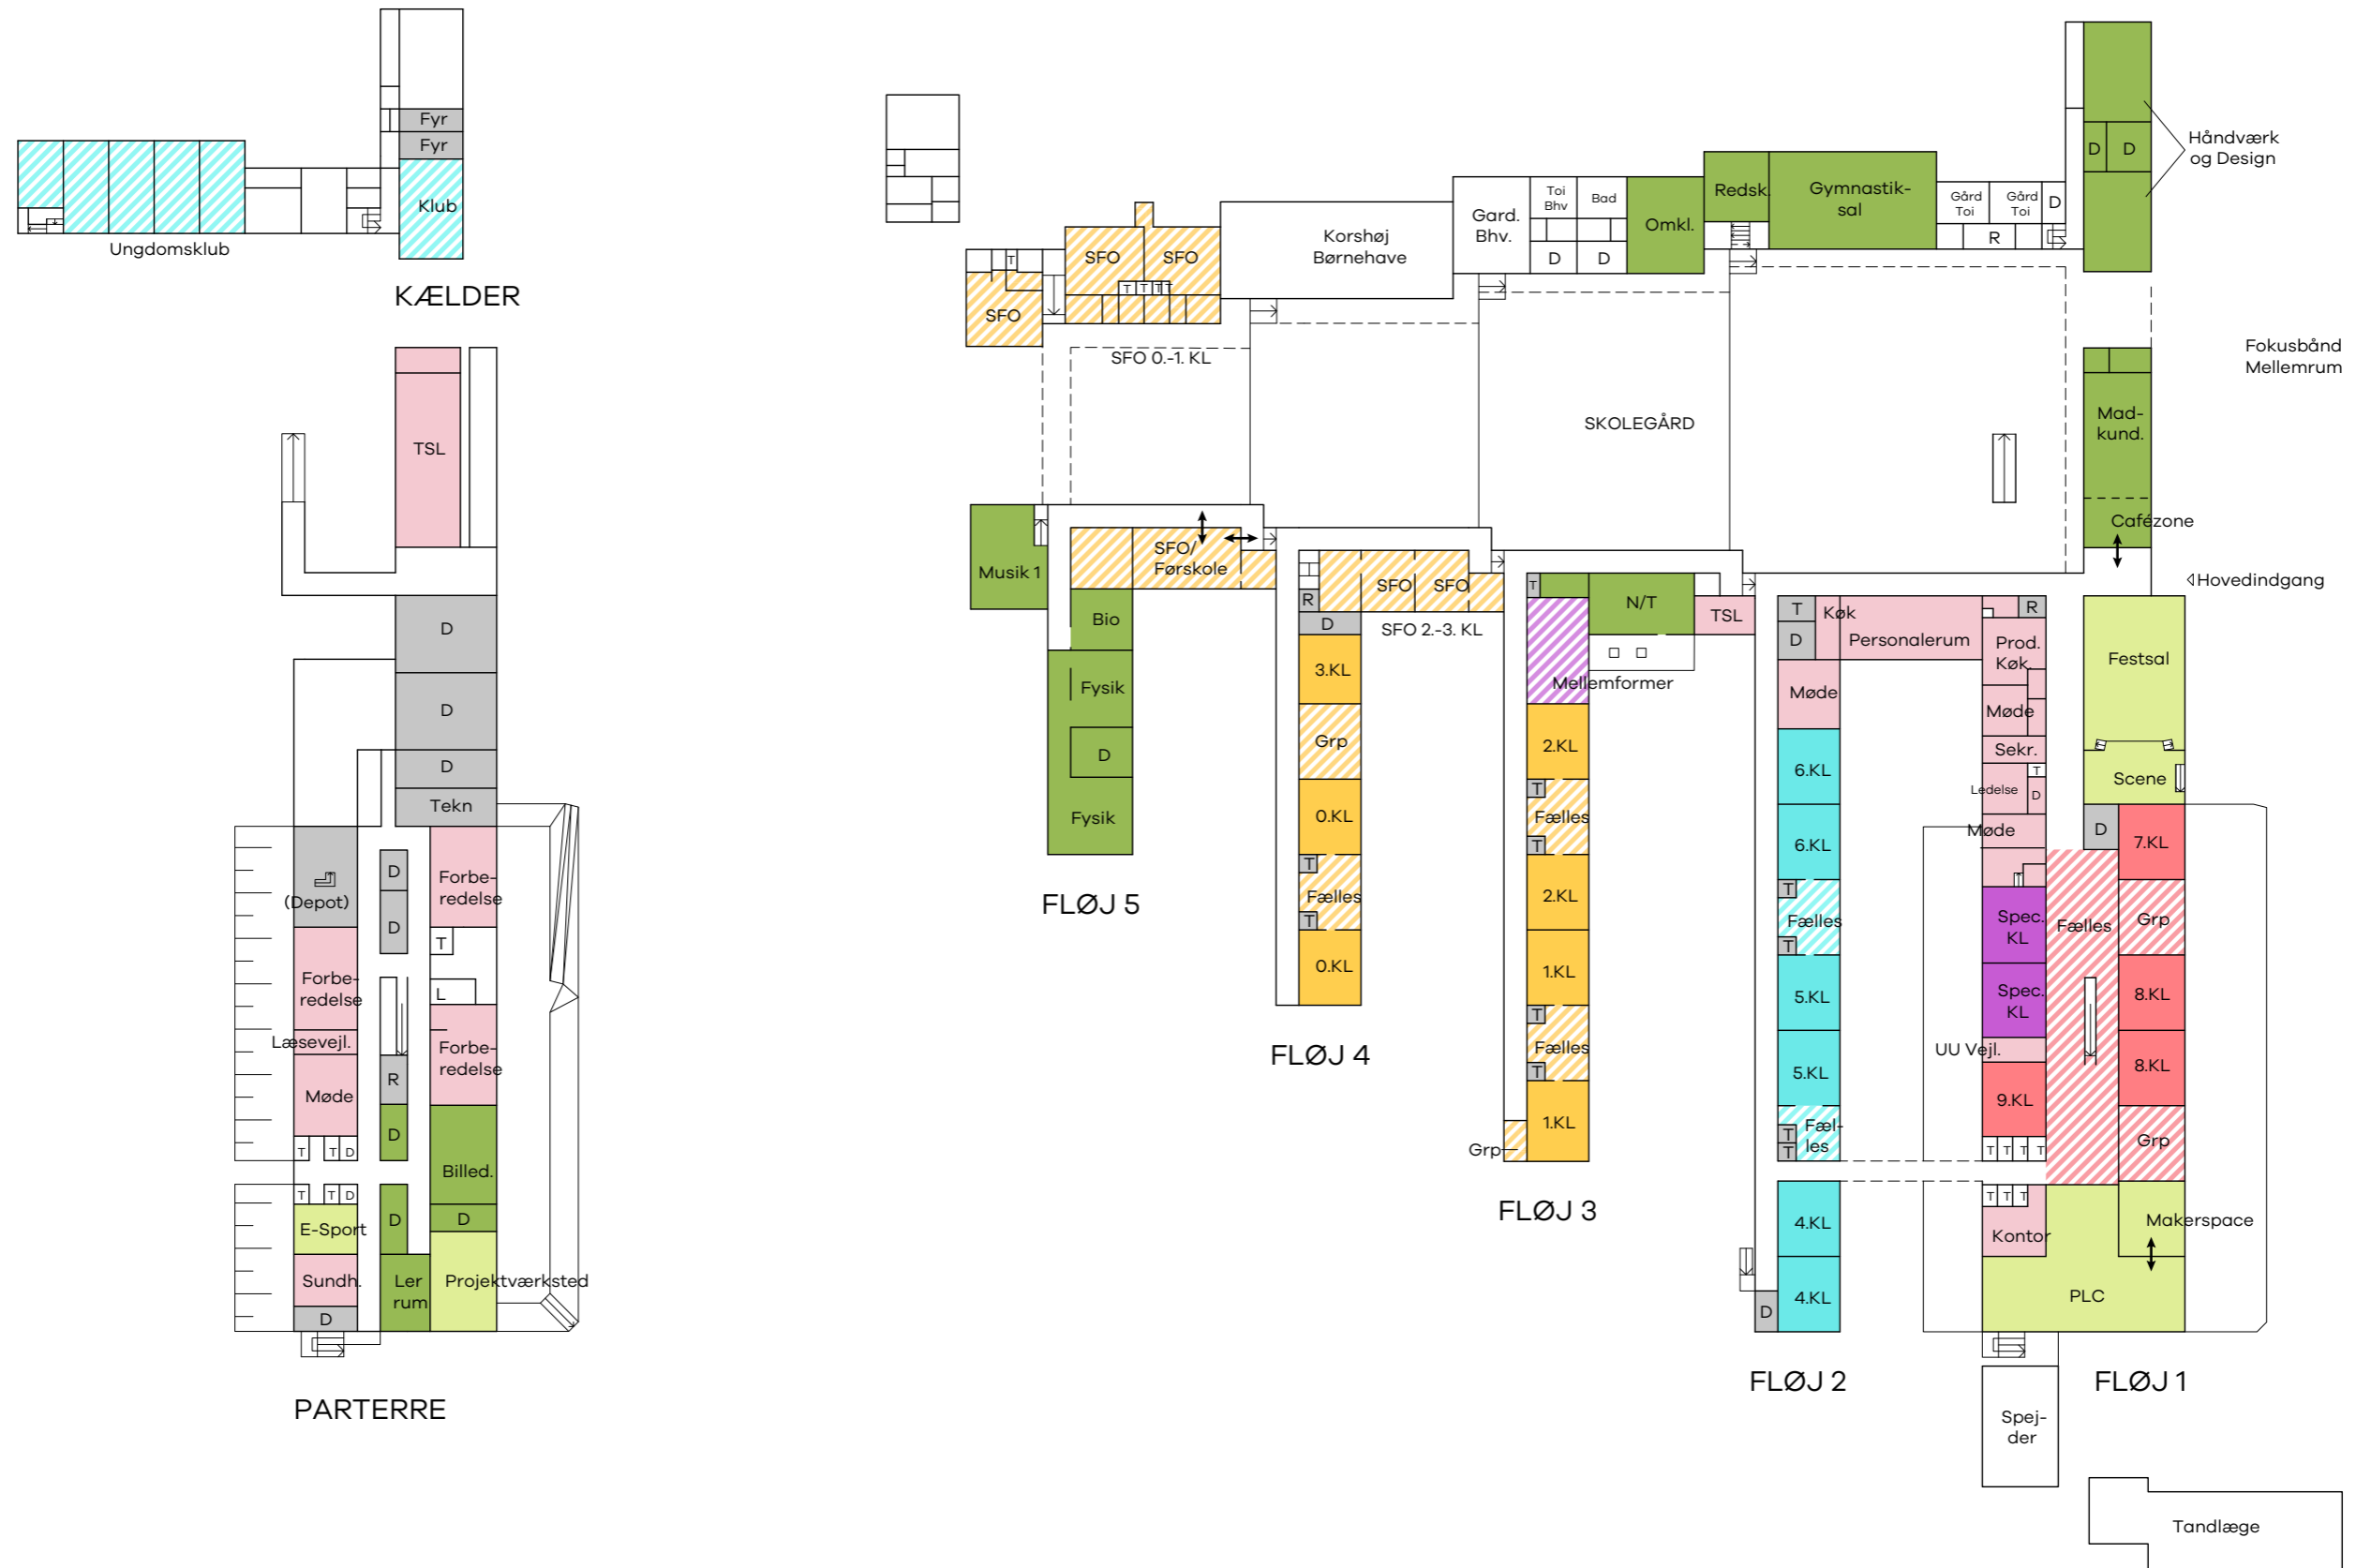 Fyr
Fyr
Klub
Ungdomsklub
KÆLDER
TSL
D
D
D
Tekn
(Depot)
D
D
Forbe-
redelse
T
L
Forbe-
redelse
Læsevejl.
Møde
R
Forbe-
redelse
D
T
T
D
Billed.
T
T
D
D
D
E-Sport
Sundh.
D
Ler
rum
Projektværksted
PARTERRE
Håndværk
og Design
D
D
Redsk.
Gymnastik-
sal
Toi
Bhv
Bad
Omkl.
Gård
Toi
Gård
Toi
D
R
Gard.
Bhv.
D
D
Korshøj
Børnehave
SFO
SFO
T
T
T
T
T
SFO
SFO 0.-1. KL
SKOLEGÅRD
Fokusbånd
Mellemrum
Mad-
kund.
Cafézone
Hovedindgang
Musik 1
SFO/
Førskole
Bio
Fysik
D
Fysik
FLØJ 5
SFO
SFO
R
D
SFO 2.-3. KL
3.KL
Grp
0.KL
T
Fælles
T
0.KL
FLØJ 4
T
N/T
TSL
Mellemformer
2.KL
T
Fælles
T
2.KL
1.KL
T
Fælles
T
1.KL
Grp
FLØJ 3
T
Køk
D
Personalerum
Møde
6.KL
6.KL
T
Fælles
T
5.KL
5.KL
T
Fæl-
les
T
4.KL
4.KL
D
FLØJ 2
R
Prod.
Køk.
Møde
Sekr.
T
Ledelse
D
Møde
Spec.
KL
Spec.
KL
UU Vejl.
9.KL
T
T
T
T
T
T
T
Kontor
Festsal
Scene
D
7.KL
Fælles
Grp
8.KL
8.KL
Grp
Makerspace
PLC
FLØJ 1
Spej-
der
Tandlæge